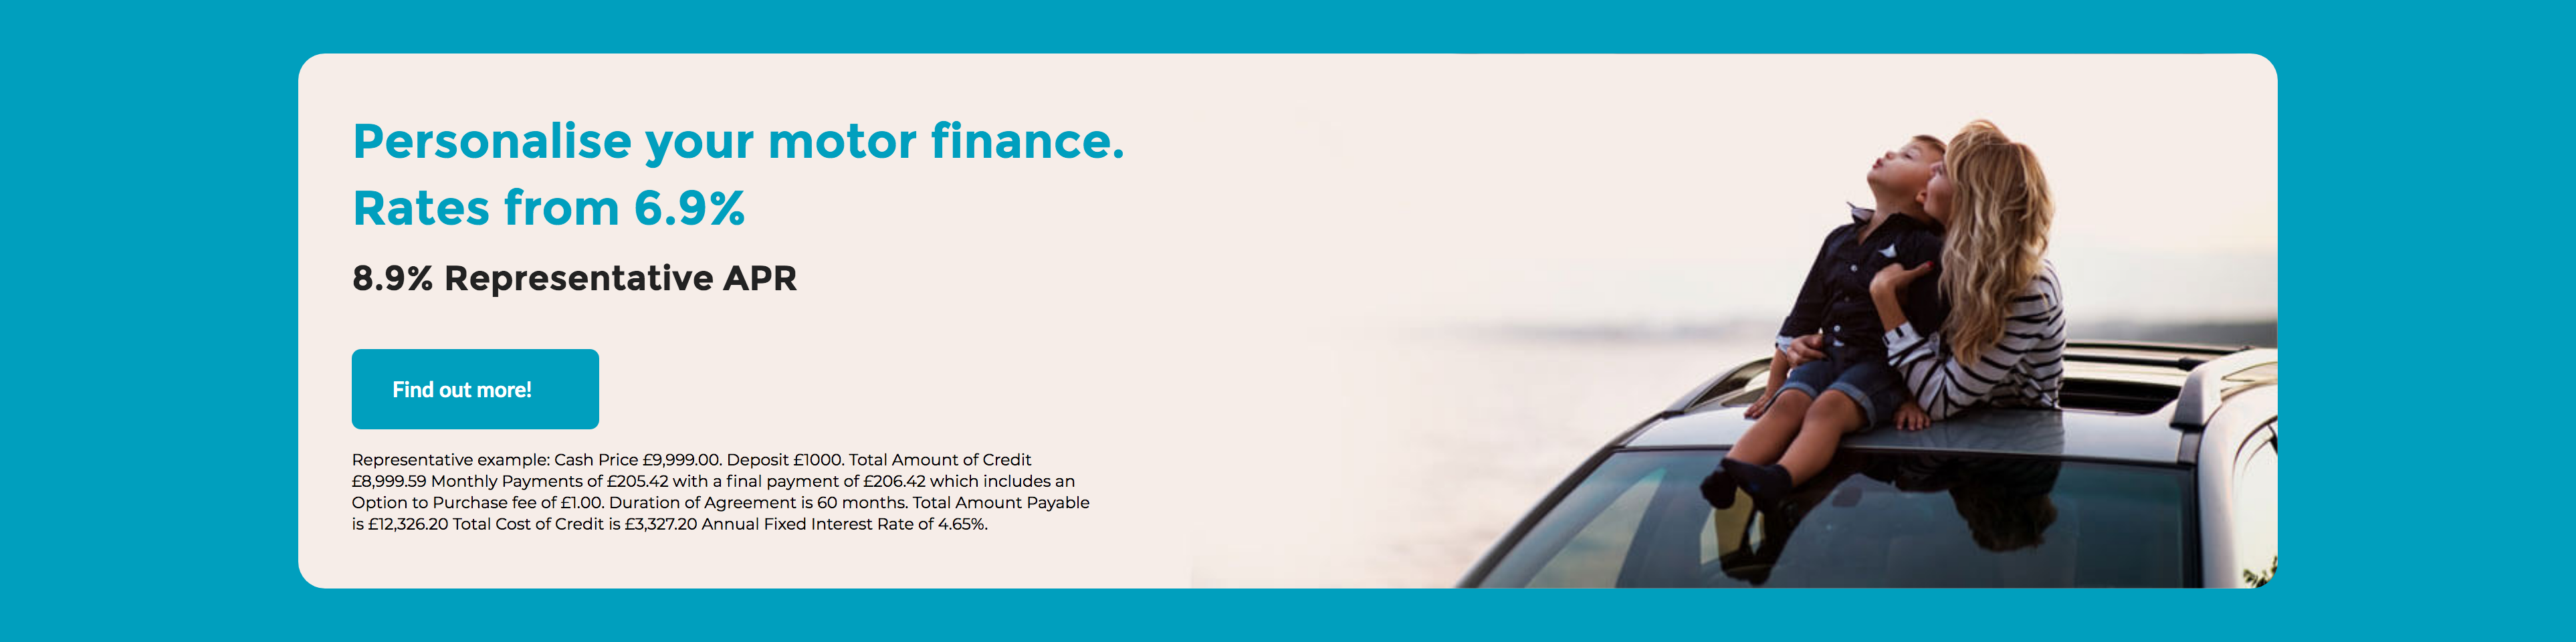 Personalise your motor finance.
Rates from 6.9%
8.9% Representative APR
Find out more!
Representative example: Cash Price £9,999.00. Deposit £1000. Total Amount of Credit
£8,999.59 Monthly Payments of £205.42 with a final payment of £206.42 which includes an
Option to Purchase fee of £1.00. Duration of Agreement is 60 months. Total Amount Payable
is £12,326.20 Total Cost of Credit is £3,327.20 Annual Fixed Interest Rate of 4.65%.